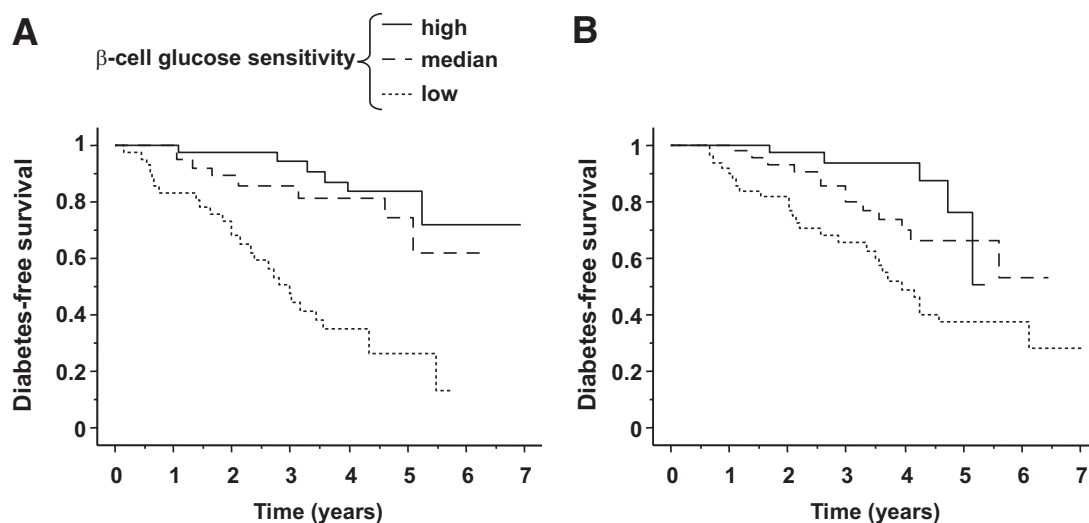 A
β-cell glucose sensitivity
high
median
low
Diabetes-free survival
1
0.8
0.6
0.4
0.2
0
0 1 2 3 4 5 6 7
Time (years)
B
Diabetes-free survival
1
0.8
0.6
0.4
0.2
0
0 1 2 3 4 5 6 7
Time (years)